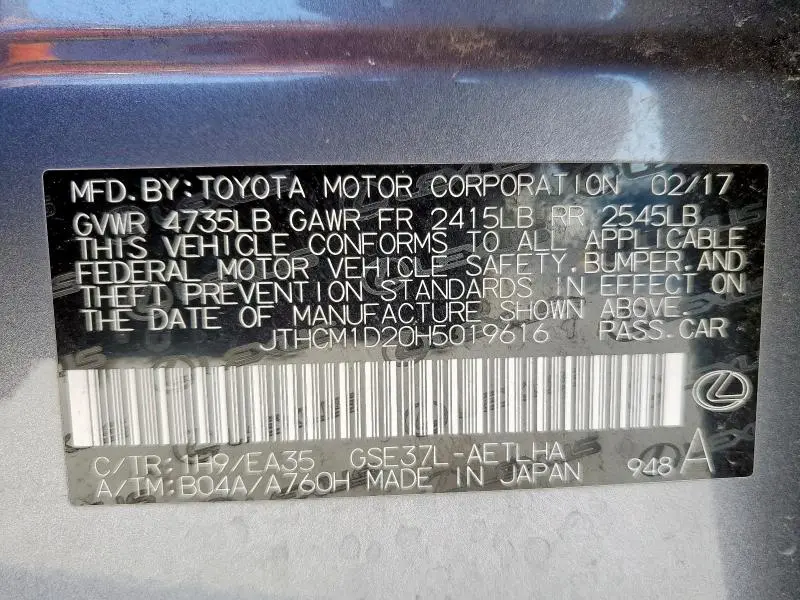 MFD.BY:TOYOTA MOTOR CORPORATION 02/17
GVWR 4735LB GAWR FR 2415LB RR 2545LB
THIS VEHICLE CONFORMS TO ALL APPLICABLE
FEDERAL MOTOR VEHICLE SAFETY,BUMPER,AND
THEFT PREVENTION STANDARDS IN EFFECT ON
THE DATE OF MANUFACTURE SHOWN ABOVE.
JTHCM1D20H5019616 PASS.CAR
C/TR:1H9/EA35 GSE37L-AETLHA
A/TM:B04A/A760H MADE IN JAPAN 948 A